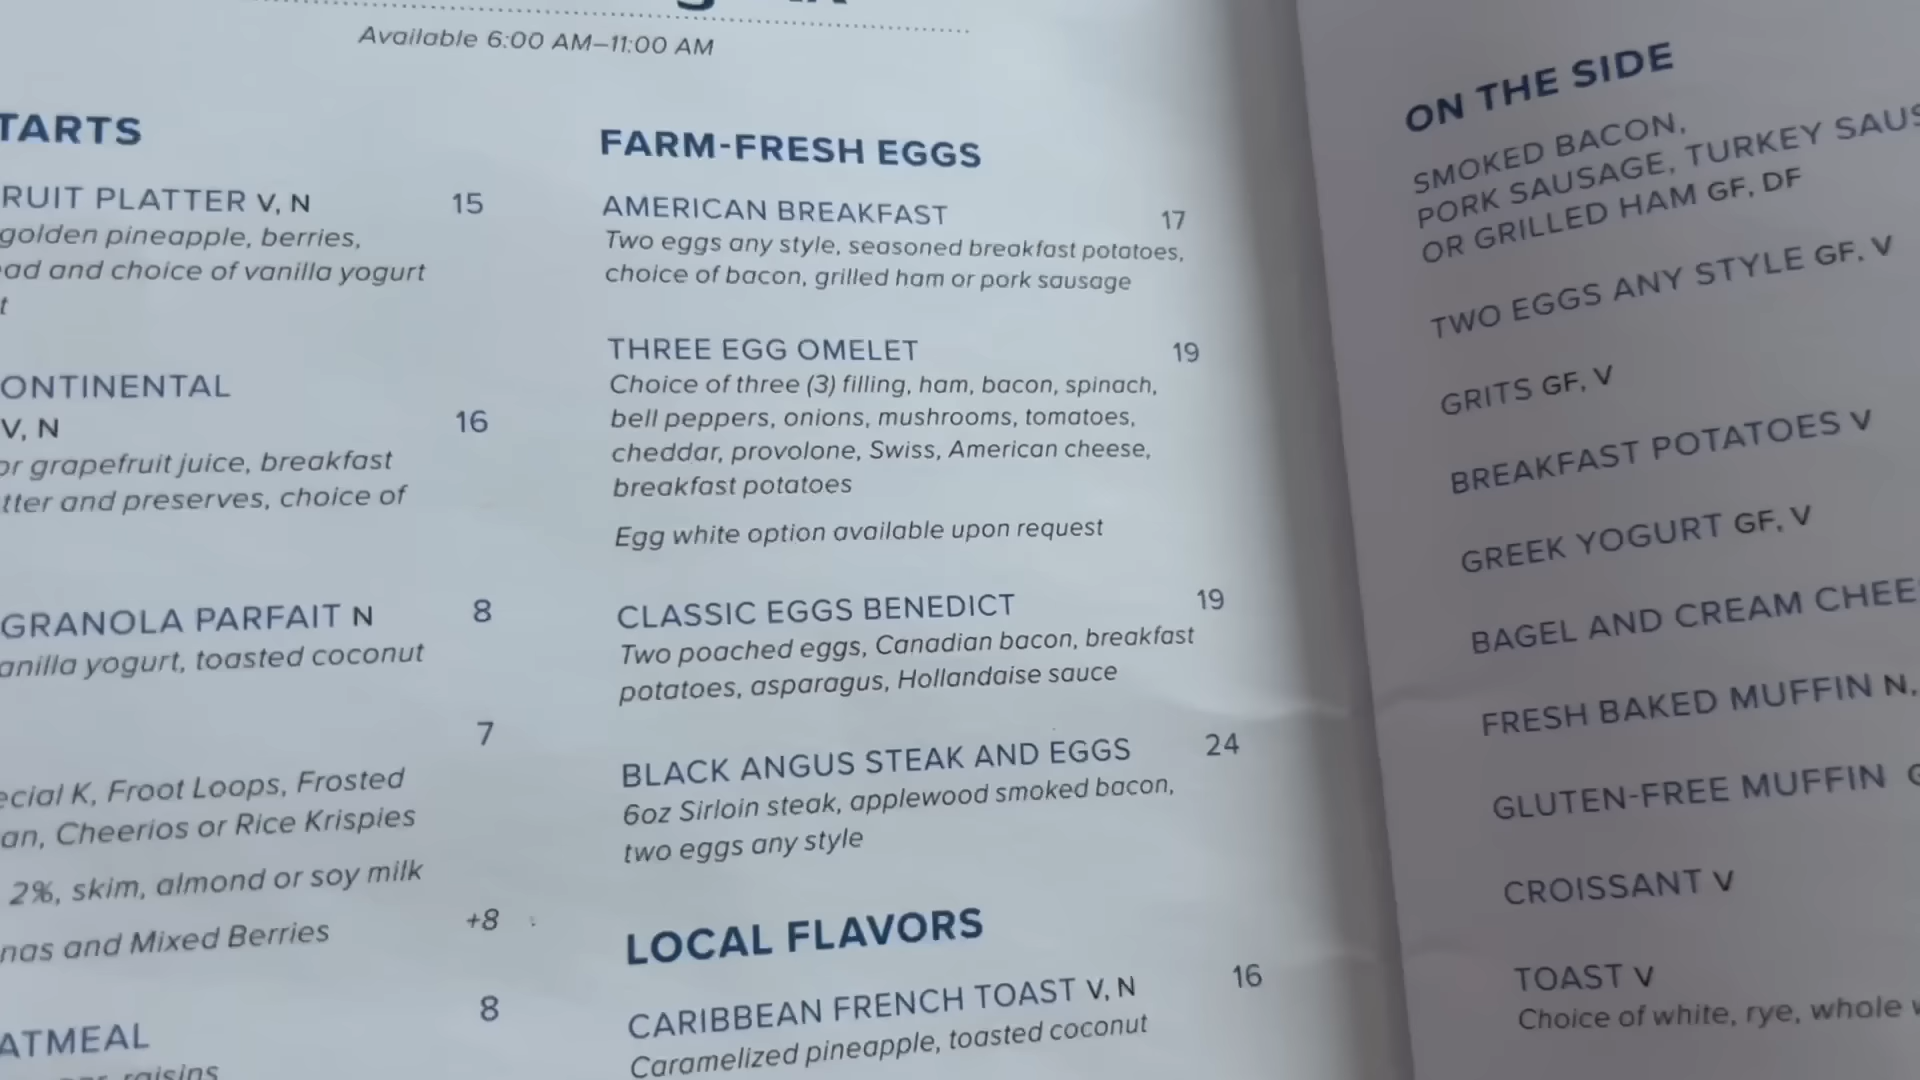 Available 6:00 AM–11:00 AM
TARTS
RUIT PLATTER V, N 15
golden pineapple, berries,
ad and choice of vanilla yogurt
t
ONTINENTAL
V, N 16
or grapefruit juice, breakfast
tter and preserves, choice of
GRANOLA PARFAIT N 8
anilla yogurt, toasted coconut
7
ecial K, Froot Loops, Frosted
an, Cheerios or Rice Krispies
2%, skim, almond or soy milk
nas and Mixed Berries +8
ATMEAL 8
raisins
FARM-FRESH EGGS
AMERICAN BREAKFAST 17
Two eggs any style, seasoned breakfast potatoes,
choice of bacon, grilled ham or pork sausage
THREE EGG OMELET 19
Choice of three (3) filling, ham, bacon, spinach,
bell peppers, onions, mushrooms, tomatoes,
cheddar, provolone, Swiss, American cheese,
breakfast potatoes
Egg white option available upon request
CLASSIC EGGS BENEDICT 19
Two poached eggs, Canadian bacon, breakfast
potatoes, asparagus, Hollandaise sauce
BLACK ANGUS STEAK AND EGGS 24
6oz Sirloin steak, applewood smoked bacon,
two eggs any style
LOCAL FLAVORS
CARIBBEAN FRENCH TOAST V, N 16
Caramelized pineapple, toasted coconut
ON THE SIDE
SMOKED BACON,
PORK SAUSAGE, TURKEY SAUS
OR GRILLED HAM GF, DF
TWO EGGS ANY STYLE GF, V
GRITS GF, V
BREAKFAST POTATOES V
GREEK YOGURT GF, V
BAGEL AND CREAM CHEE
FRESH BAKED MUFFIN N,
GLUTEN-FREE MUFFIN G
CROISSANT V
TOAST V
Choice of white, rye, whole w